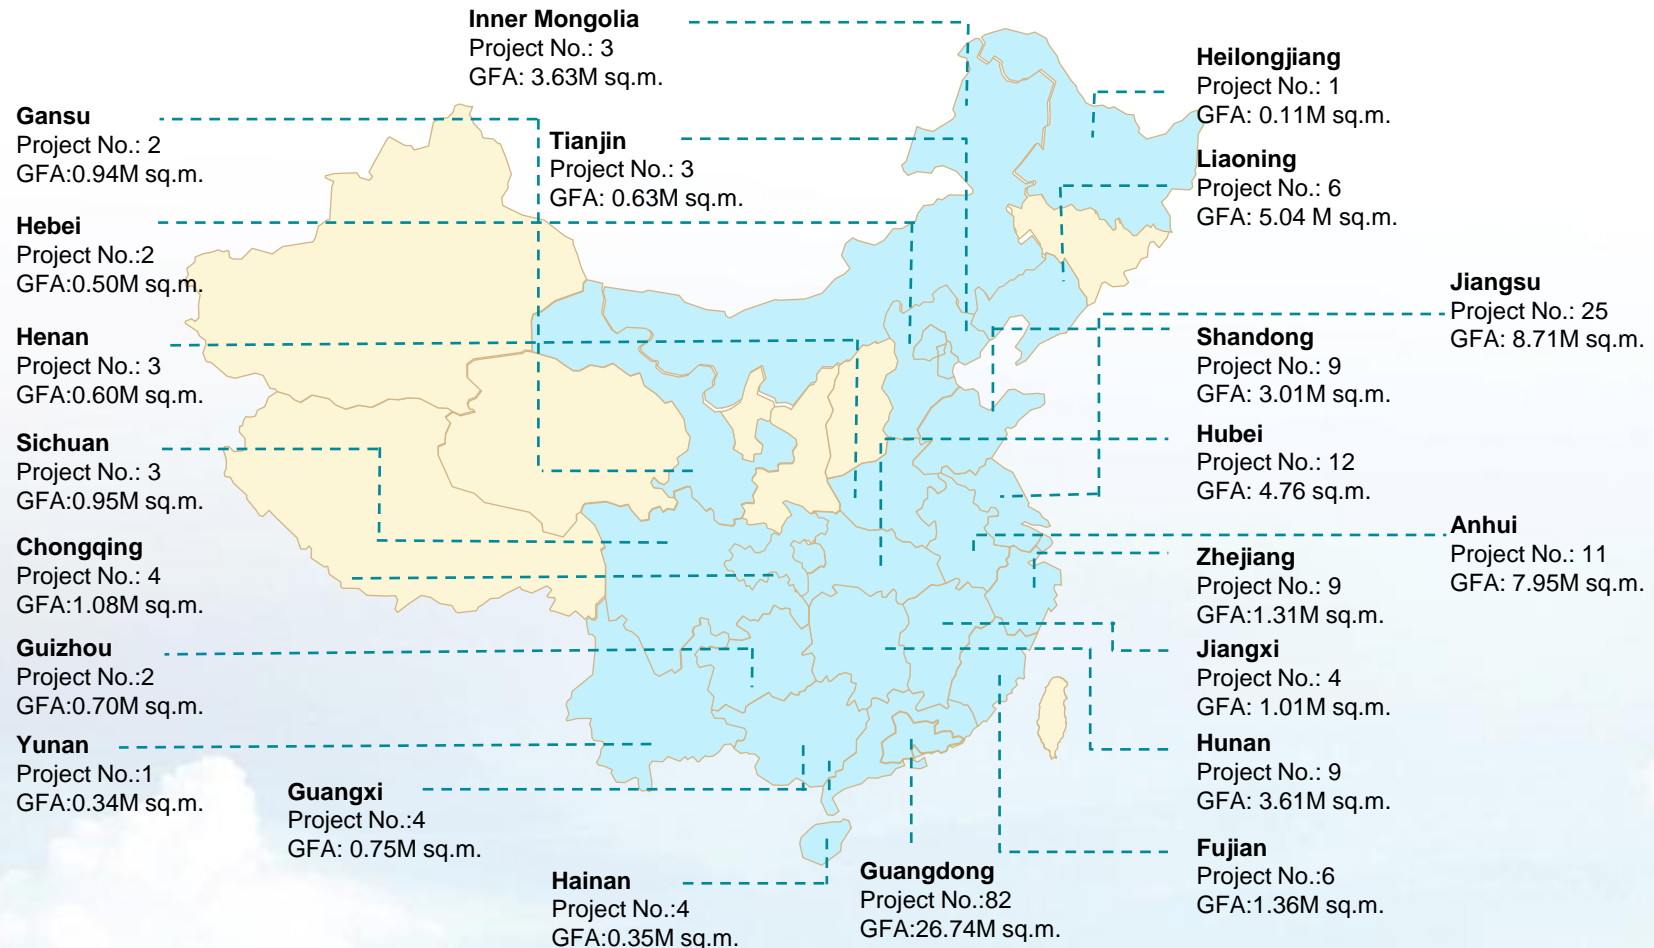 Inner Mongolia
Project No.: 3
GFA: 3.63M sq.m.
Heilongjiang
Project No.: 1
GFA: 0.11M sq.m.
Gansu
Project No.: 2
GFA:0.94M sq.m.
Tianjin
Project No.: 3
GFA: 0.63M sq.m.
Liaoning
Project No.: 6
GFA: 5.04 M sq.m.
Hebei
Project No.:2
GFA:0.50M sq.m.
Jiangsu
Project No.: 25
GFA: 8.71M sq.m.
Henan
Project No.: 3
GFA:0.60M sq.m.
Shandong
Project No.: 9
GFA: 3.01M sq.m.
Sichuan
Project No.: 3
GFA:0.95M sq.m.
Hubei
Project No.: 12
GFA: 4.76 sq.m.
Anhui
Project No.: 11
GFA: 7.95M sq.m.
Chongqing
Project No.: 4
GFA:1.08M sq.m.
Zhejiang
Project No.: 9
GFA:1.31M sq.m.
Guizhou
Project No.:2
GFA:0.70M sq.m.
Jiangxi
Project No.: 4
GFA: 1.01M sq.m.
Yunan
Project No.:1
GFA:0.34M sq.m.
Hunan
Project No.: 9
GFA: 3.61M sq.m.
Guangxi
Project No.:4
GFA: 0.75M sq.m.
Fujian
Project No.:6
GFA:1.36M sq.m.
Hainan
Project No.:4
GFA:0.35M sq.m.
Guangdong
Project No.:82
GFA:26.74M sq.m.